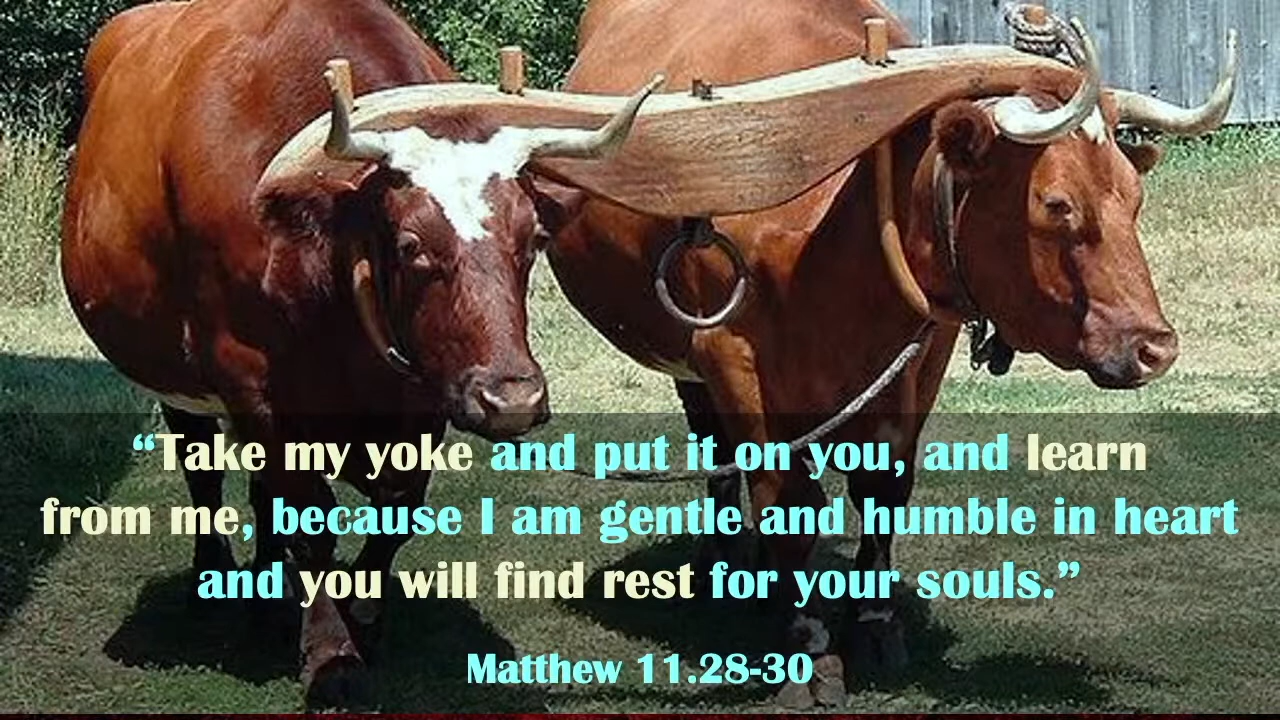 “Take my yoke and put it on you, and learn
from me, because I am gentle and humble in heart
and you will find rest for your souls.”
Matthew 11.28-30